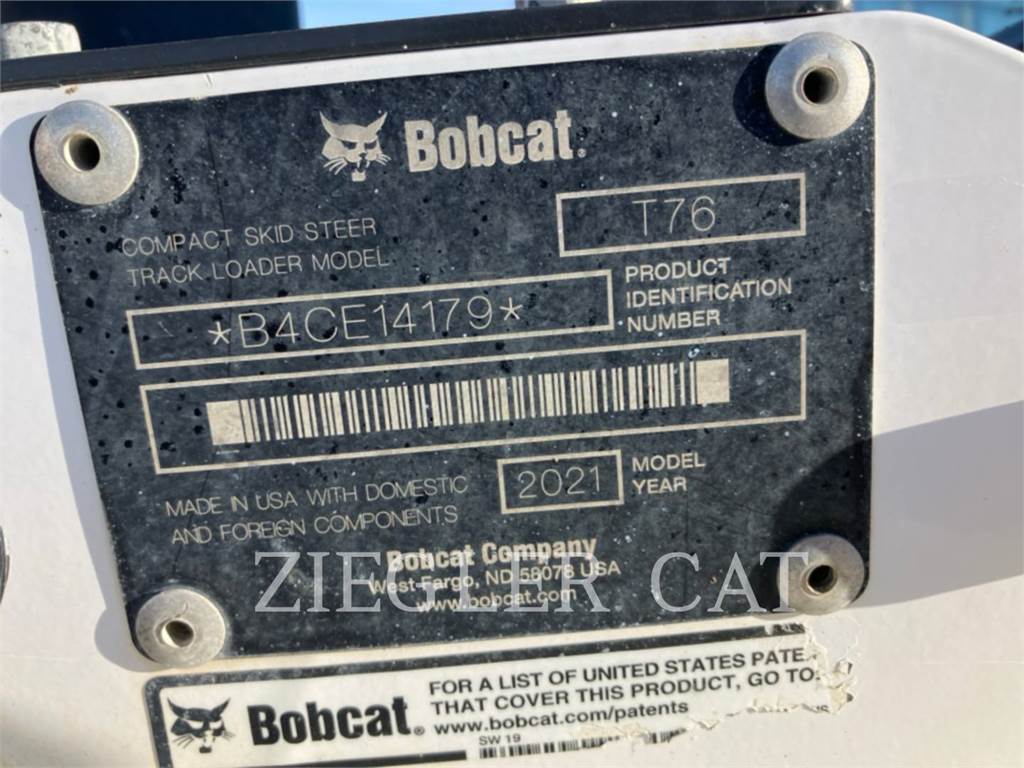 Bobcat®
COMPACT SKID STEER
TRACK LOADER MODEL
T76
*B4CE14179*
PRODUCT
IDENTIFICATION
NUMBER
MADE IN USA WITH DOMESTIC
AND FOREIGN COMPONENTS
2021
MODEL
YEAR
Bobcat Company
West Fargo, ND 58078 USA
www.bobcat.com
ZIEGLER CAT
Bobcat®
FOR A LIST OF UNITED STATES PATE
THAT COVER THIS PRODUCT, GO TO:
www.bobcat.com/patents
SW 19